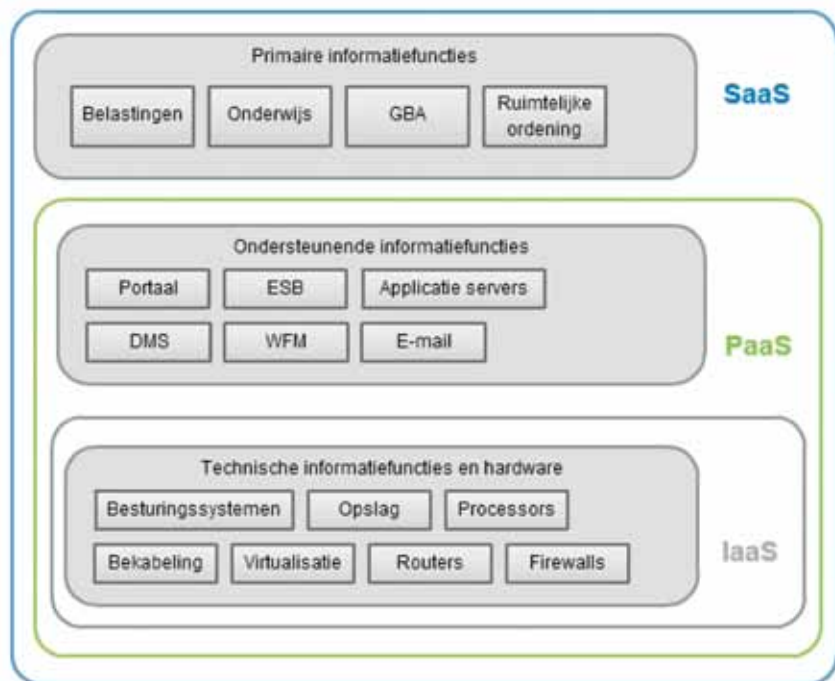 Primaire informatiefuncties
SaaS
Belastingen
Onderwijs
GBA
Ruimtelijke
ordening
Ondersteunende informatiefuncties
Portaal
ESB
Applicatie servers
DMS
WFM
E-mail
PaaS
Technische informatiefuncties en hardware
Besturingssystemen
Opslag
Processors
Bekabeling
Virtualisatie
Routers
Firewalls
IaaS